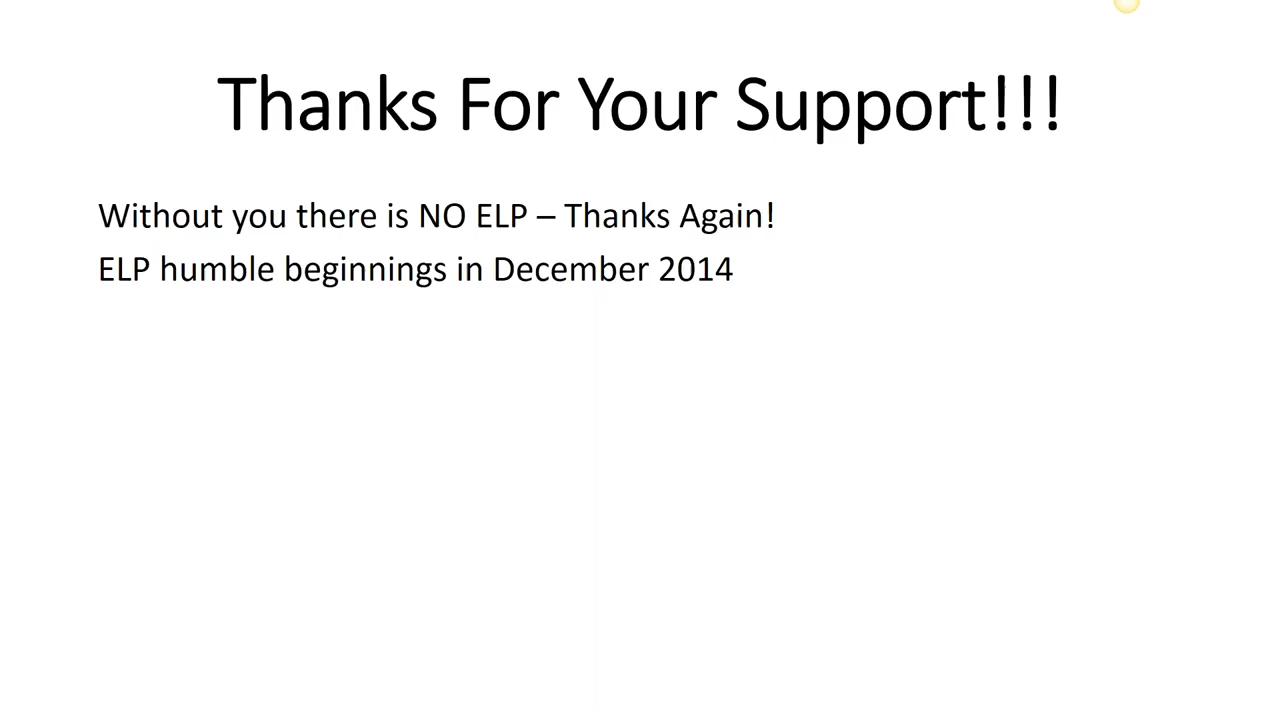 Thanks For Your Support!!!
Without you there is NO ELP – Thanks Again!
ELP humble beginnings in December 2014